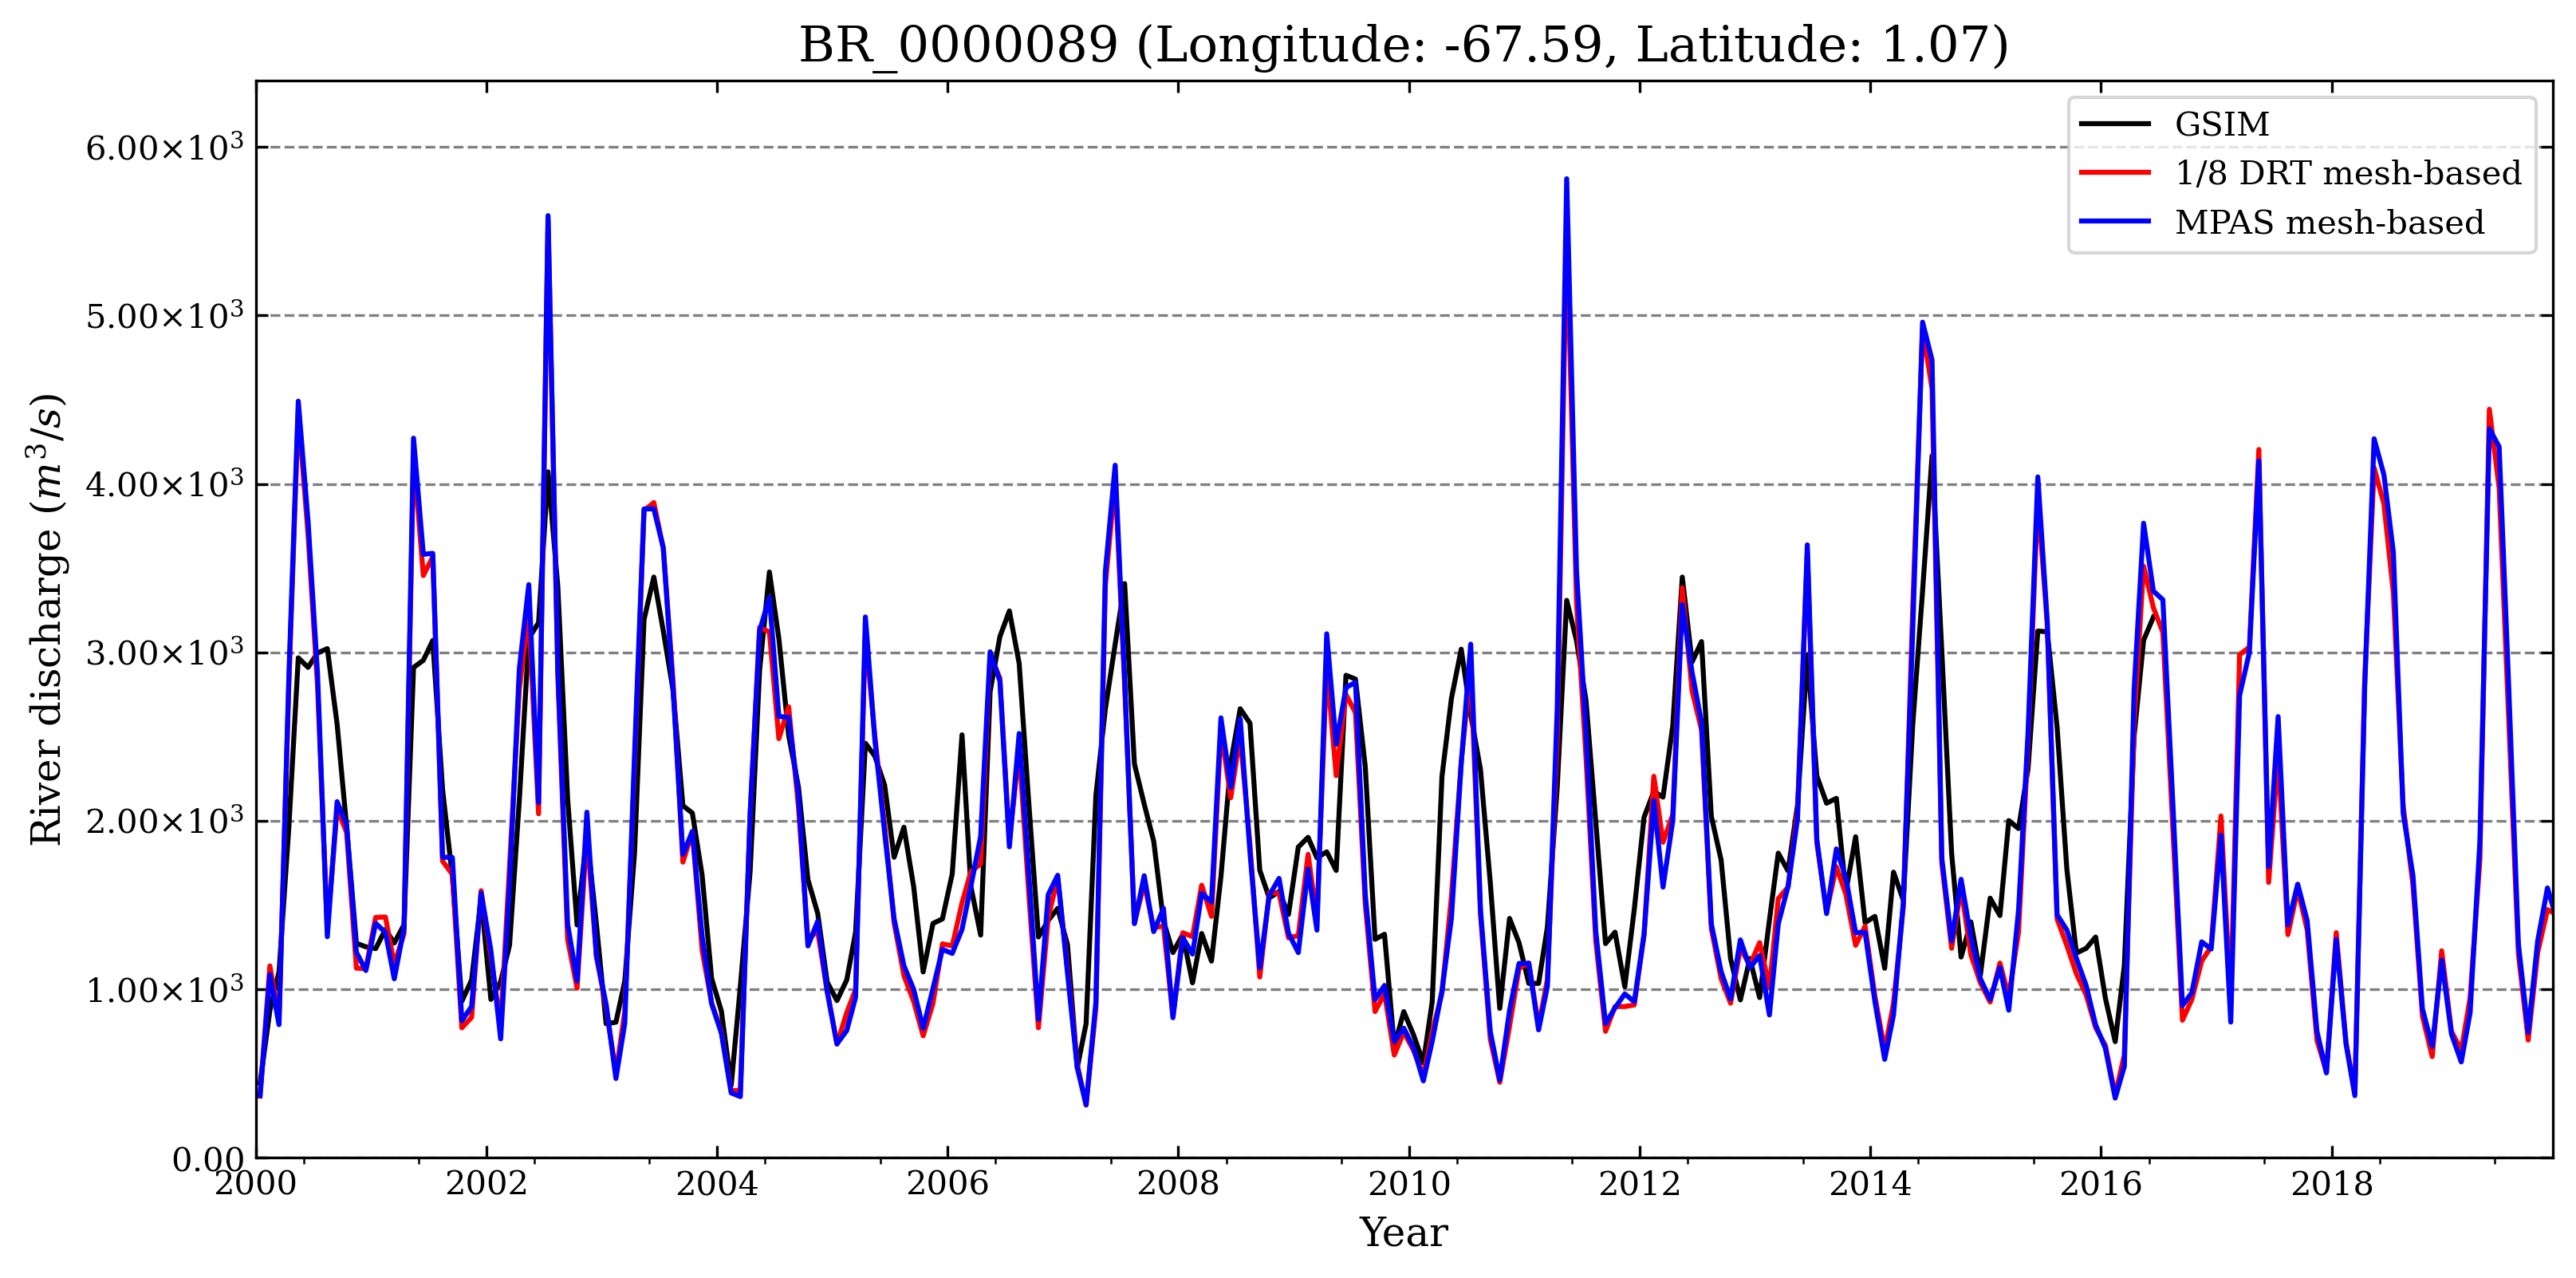 BR_0000089 (Longitude: -67.59, Latitude: 1.07)
GSIM
1/8 DRT mesh-based
MPAS mesh-based
River discharge (m³/s)
6.00×10³
5.00×10³
4.00×10³
3.00×10³
2.00×10³
1.00×10³
0.00
2000 2002 2004 2006 2008 2010 2012 2014 2016 2018
Year